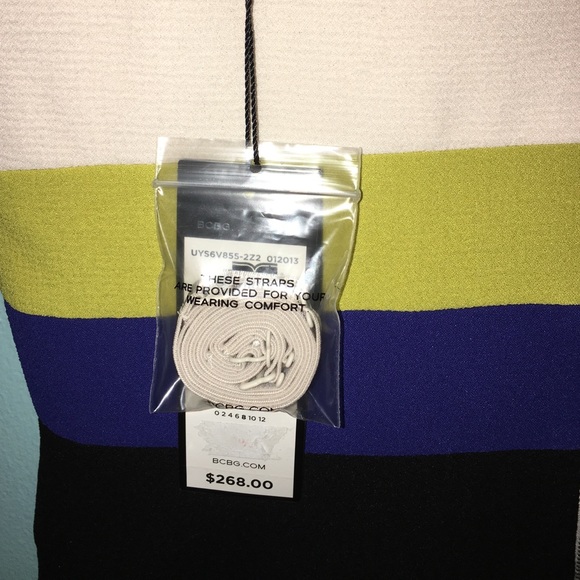 BCBG
UYS6V855-2Z2 012013
THESE STRAPS
ARE PROVIDED FOR YOUR
WEARING COMFORT
BCBG.COM
0 2 4 6 8 10 12
BCBG.COM
$268.00